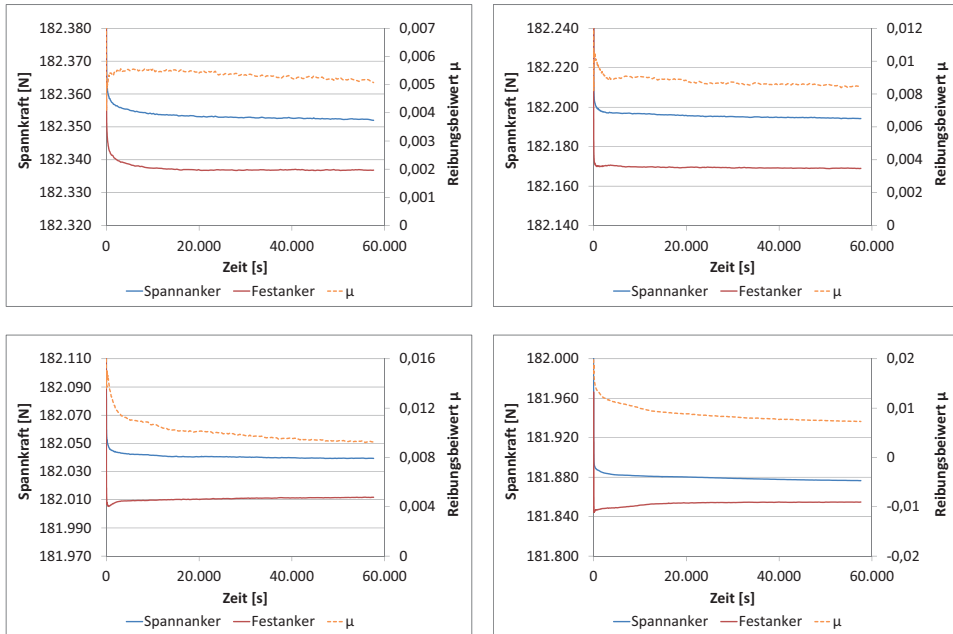 182.380
182.370
182.360
182.350
182.340
182.330
182.320
Spannkraft [N]
0,007
0,006
0,005
0,004
0,003
0,002
0,001
0
Reibungsbeiwert µ
0 20.000 40.000 60.000
Zeit [s]
Spannanker Festanker µ
182.240
182.220
182.200
182.180
182.160
182.140
Spannkraft [N]
0,012
0,01
0,008
0,006
0,004
0,002
0
Reibungsbeiwert µ
0 20.000 40.000 60.000
Zeit [s]
Spannanker Festanker µ
182.110
182.090
182.070
182.050
182.030
182.010
181.990
181.970
Spannkraft [N]
0,016
0,012
0,008
0,004
0
Reibungsbeiwert µ
0 20.000 40.000 60.000
Zeit [s]
Spannanker Festanker µ
182.000
181.960
181.920
181.880
181.840
181.800
Spannkraft [N]
0,02
0,01
0
-0,01
-0,02
Reibungsbeiwert µ
0 20.000 40.000 60.000
Zeit [s]
Spannanker Festanker µ